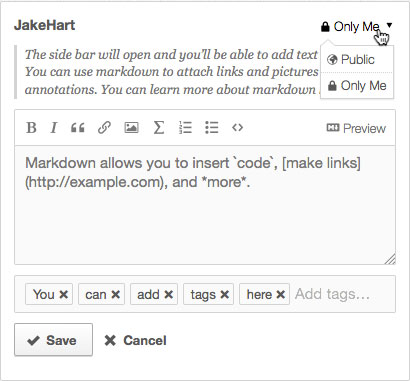 JakeHart Only Me
The side bar will open and you'll be able to add text
Public
You can use markdown to attach links and pictures
annotations. You can learn more about markdown
Only Me
B I Σ Preview
Markdown allows you to insert `code`, [make links]
(http://example.com), and *more*.
You can add tags here Add tags...
Save Cancel